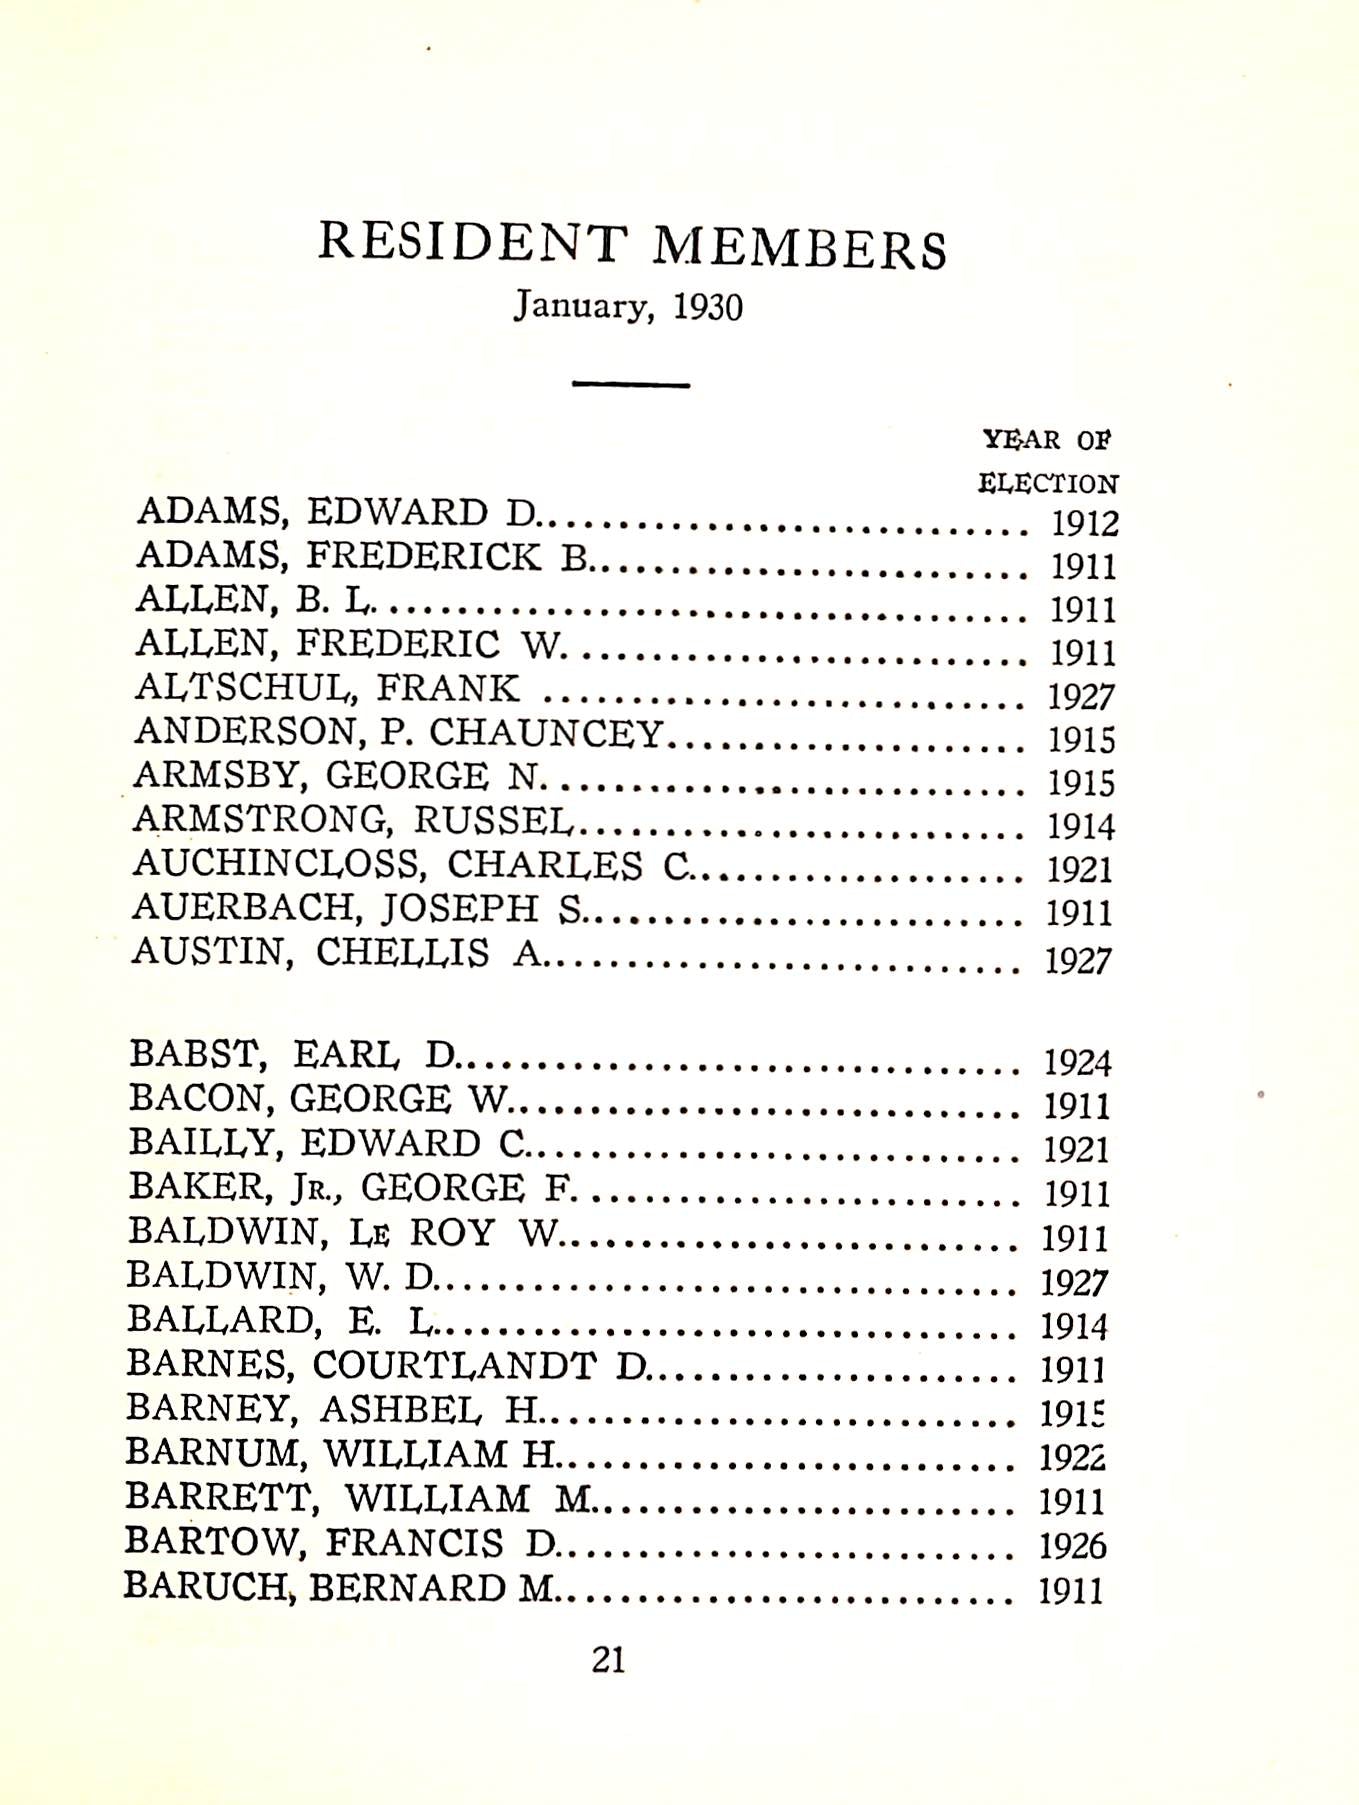 RESIDENT MEMBERS
January, 1930
YEAR OF
ELECTION
ADAMS, EDWARD D.............................. 1912
ADAMS, FREDERICK B........................... 1911
ALLEN, B. L. ................................ 1911
ALLEN, FREDERIC W. .......................... 1911
ALTSCHUL, FRANK ............................ 1927
ANDERSON, P. CHAUNCEY...................... 1915
ARMSBY, GEORGE N. ........................... 1915
ARMSTRONG, RUSSEL.......................... 1914
AUCHINCLOSS, CHARLES C.................... 1921
AUERBACH, JOSEPH S.......................... 1911
AUSTIN, CHELLIS A............................. 1927
BABST, EARL D.................................. 1924
BACON, GEORGE W.............................. 1911
BAILLY, EDWARD C.............................. 1921
BAKER, JR., GEORGE F. ......................... 1911
BALDWIN, LE ROY W........................... 1911
BALDWIN, W. D.................................. 1927
BALLARD, E. L.................................. 1914
BARNES, COURTLANDT D...................... 1911
BARNEY, ASHBEL H............................ 1915
BARNUM, WILLIAM H........................... 1922
BARRETT, WILLIAM M......................... 1911
BARTOW, FRANCIS D........................... 1926
BARUCH, BERNARD M........................... 1911
21